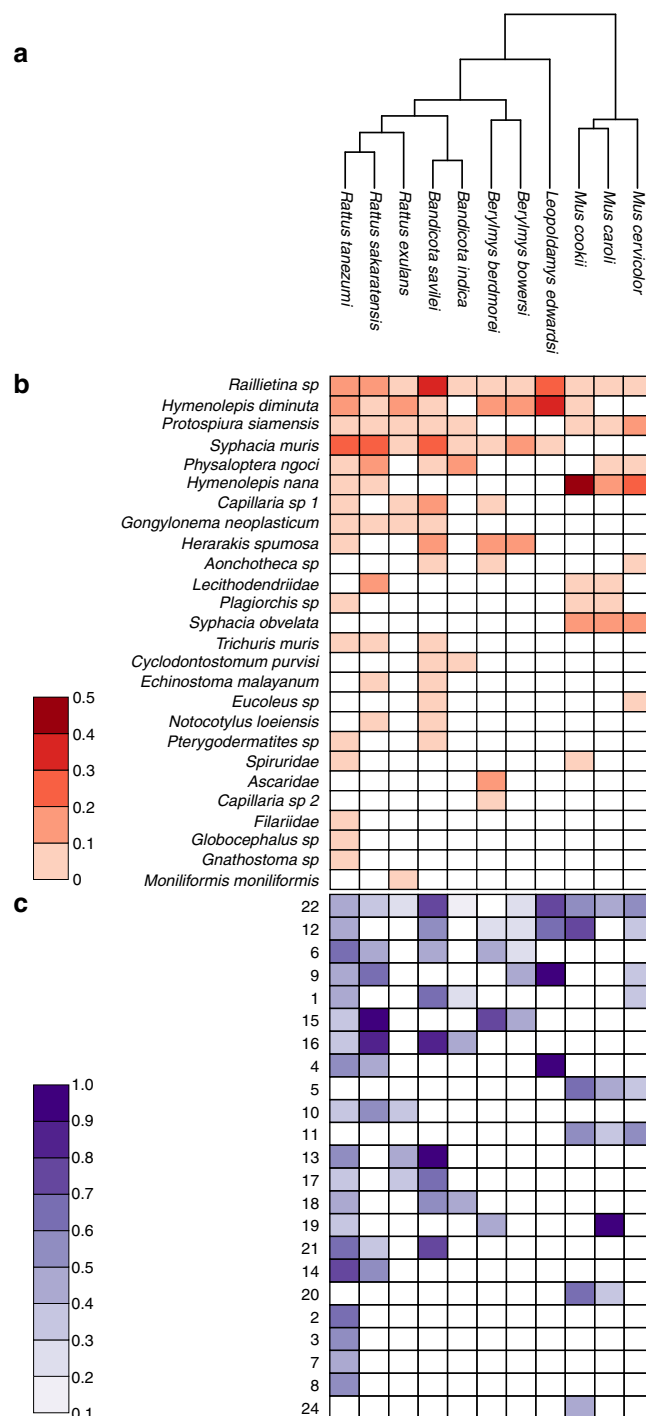 a
Rattus tanezumi
Rattus sakaratensis
Rattus exulans
Bandicota savilei
Bandicota indica
Berylmys berdmorei
Berylmys bowersi
Leopoldamys edwardsi
Mus cookii
Mus caroli
Mus cervicolor
b
Raillietina sp
Hymenolepis diminuta
Protospiura siamensis
Syphacia muris
Physaloptera ngoci
Hymenolepis nana
Capillaria sp 1
Gongylonema neoplasticum
Herarakis spumosa
Aonchotheca sp
Lecithodendriidae
Plagiorchis sp
Syphacia obvelata
Trichuris muris
Cyclodontostomum purvisi
Echinostoma malayanum
Eucoleus sp
Notocotylus loeiensis
Pterygodermatites sp
Spiruridae
Ascaridae
Capillaria sp 2
Filariidae
Globocephalus sp
Gnathostoma sp
Moniliformis moniliformis
0.5
0.4
0.3
0.2
0.1
0
c
22
12
6
9
1
15
16
4
5
10
11
13
17
18
19
21
14
20
2
3
7
8
24
1.0
0.9
0.8
0.7
0.6
0.5
0.4
0.3
0.2
0.1